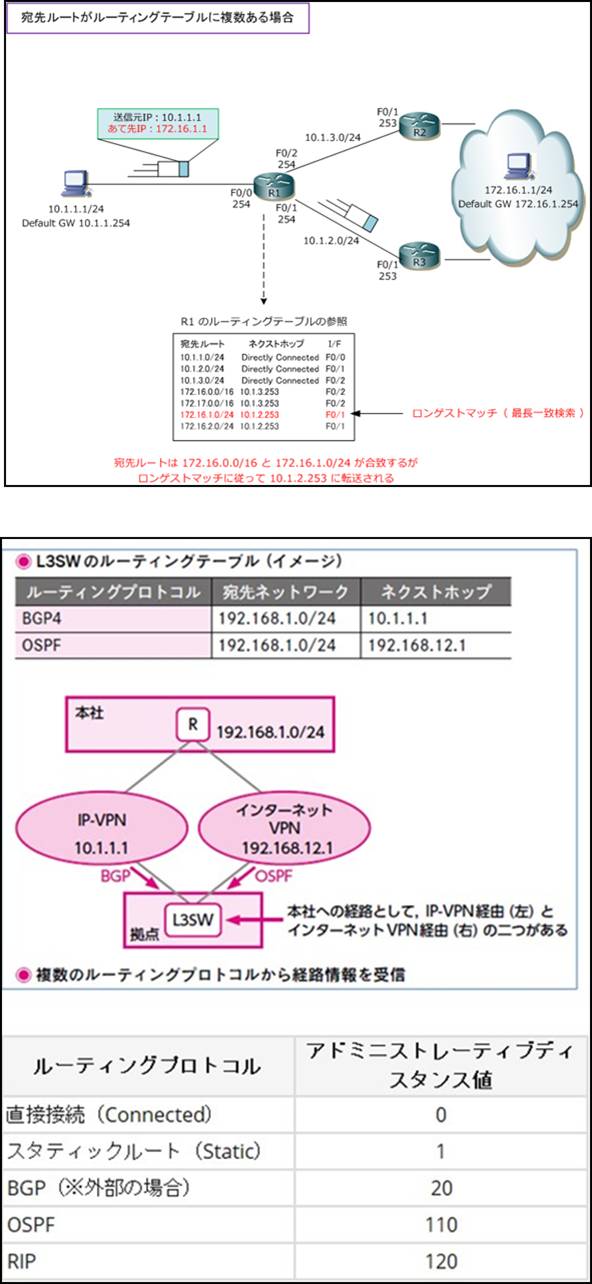 宛先ルートがルーティングテーブルに複数ある場合
送信元IP：10.1.1.1
あて先IP：172.16.1.1
10.1.1.1/24
Default GW 10.1.1.254
F0/0
254
R1
F0/2
254
F0/1
254
10.1.3.0/24
10.1.2.0/24
F0/1
253
R2
F0/1
253
R3
172.16.1.1/24
Default GW 172.16.1.254
R1 のルーティングテーブルの参照
宛先ルート ネクストホップ I/F
10.1.1.0/24 Directly Connected F0/0
10.1.2.0/24 Directly Connected F0/1
10.1.3.0/24 Directly Connected F0/2
172.16.0.0/16 10.1.3.253 F0/2
172.17.0.0/16 10.1.3.253 F0/2
172.16.1.0/24 10.1.2.253 F0/1
172.16.2.0/24 10.1.2.253 F0/1
ロンゲストマッチ（ 最長一致検索 ）
宛先ルートは 172.16.0.0/16 と 172.16.1.0/24 が合致するが
ロンゲストマッチに従って 10.1.2.253 に転送される
L3SWのルーティングテーブル（イメージ）
ルーティングプロトコル 宛先ネットワーク ネクストホップ
BGP4 192.168.1.0/24 10.1.1.1
OSPF 192.168.1.0/24 192.168.12.1
本社
R
192.168.1.0/24
IP-VPN
10.1.1.1
インターネット
VPN
192.168.12.1
BGP
OSPF
拠点
L3SW
本社への経路として，IP-VPN経由（左）と
インターネットVPN経由（右）の二つがある
複数のルーティングプロトコルから経路情報を受信
ルーティングプロトコル アドミニストレーティブディ
スタンス値
直接接続（Connected） 0
スタティックルート（Static） 1
BGP（※外部の場合） 20
OSPF 110
RIP 120